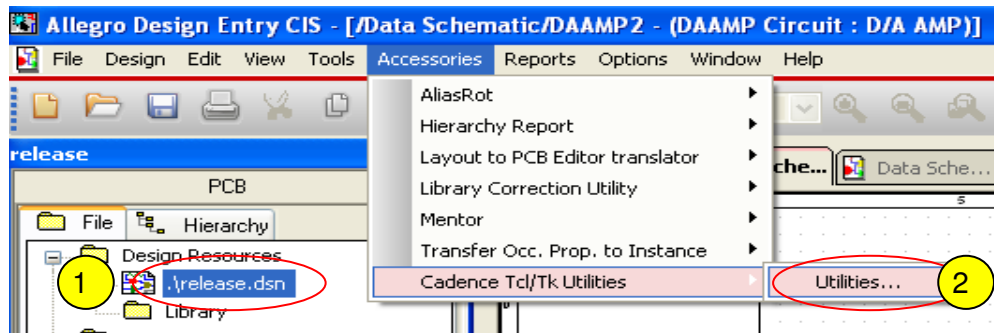 Allegro Design Entry CIS - [/Data Schematic/DAAMP2 - (DAAMP Circuit : D/A AMP)]
File Design Edit View Tools Accessories Reports Options Window Help
AliasRot
Hierarchy Report
Layout to PCB Editor translator
Library Correction Utility
Mentor
Transfer Occ. Prop. to Instance
Cadence Tcl/Tk Utilities
Utilities...
2
release
PCB
File Hierarchy
Design Resources
1
.\release.dsn
Library
che... Data Sche...
5